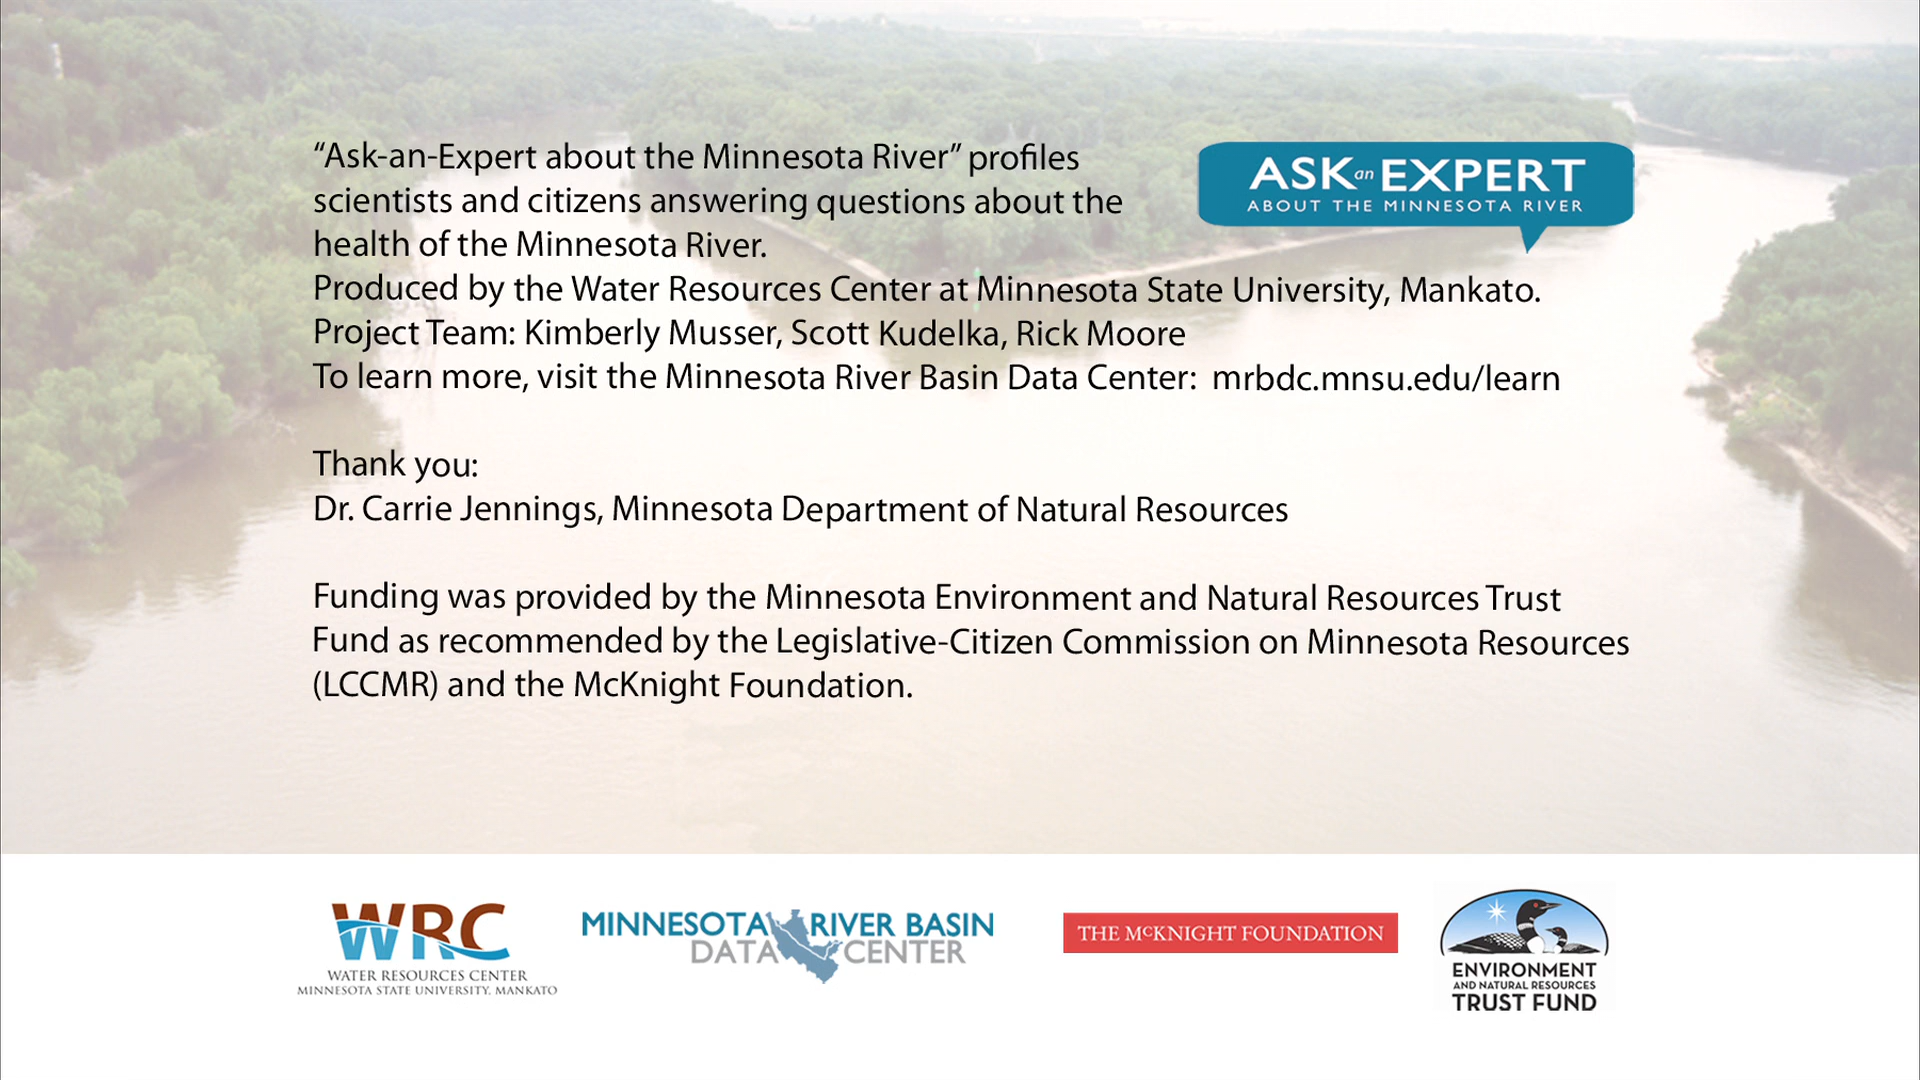 “Ask-an-Expert about the Minnesota River” profiles
scientists and citizens answering questions about the
health of the Minnesota River.
ASK an EXPERT
ABOUT THE MINNESOTA RIVER
Produced by the Water Resources Center at Minnesota State University, Mankato.
Project Team: Kimberly Musser, Scott Kudelka, Rick Moore
To learn more, visit the Minnesota River Basin Data Center: mrbdc.mnsu.edu/learn
Thank you:
Dr. Carrie Jennings, Minnesota Department of Natural Resources
Funding was provided by the Minnesota Environment and Natural Resources Trust
Fund as recommended by the Legislative-Citizen Commission on Minnesota Resources
(LCCMR) and the McKnight Foundation.
WRC
WATER RESOURCES CENTER
MINNESOTA STATE UNIVERSITY, MANKATO
MINNESOTA RIVER BASIN
DATA CENTER
THE McKNIGHT FOUNDATION
ENVIRONMENT
AND NATURAL RESOURCES
TRUST FUND